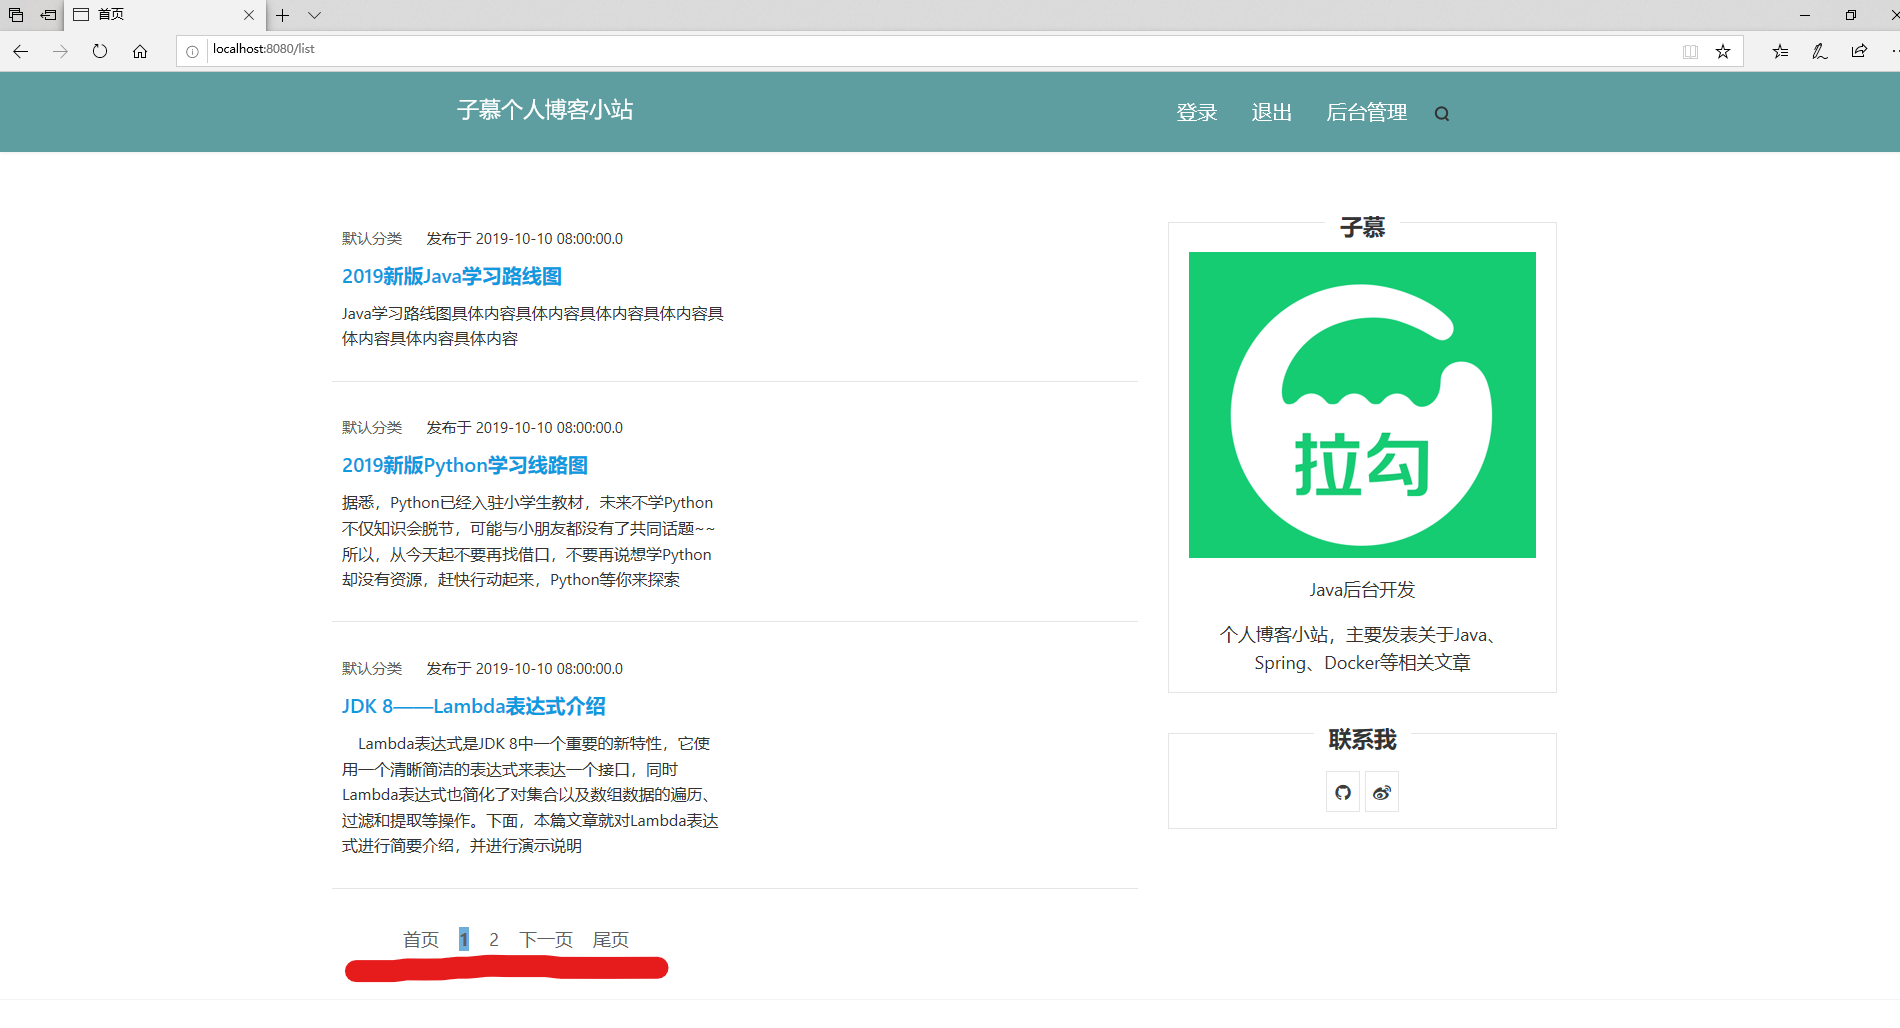 首页
localhost:8080/list
子慕个人博客小站
登录 退出 后台管理
默认分类 发布于 2019-10-10 08:00:00.0
2019新版Java学习路线图
Java学习路线图具体内容具体内容具体内容具体内容具
体内容具体内容具体内容
默认分类 发布于 2019-10-10 08:00:00.0
2019新版Python学习线路图
据悉，Python已经入驻小学生教材，未来不学Python
不仅知识会脱节，可能与小朋友都没有了共同话题~~
所以，从今天起不要再找借口，不要再说想学Python
却没有资源，赶快行动起来，Python等你来探索
默认分类 发布于 2019-10-10 08:00:00.0
JDK 8——Lambda表达式介绍
Lambda表达式是JDK 8中一个重要的新特性，它使
用一个清晰简洁的表达式来表达一个接口，同时
Lambda表达式也简化了对集合以及数组数据的遍历、
过滤和提取等操作。下面，本篇文章就对Lambda表达
式进行简要介绍，并进行演示说明
首页 1 2 下一页 尾页
子慕
拉勾
Java后台开发
个人博客小站，主要发表关于Java、
Spring、Docker等相关文章
联系我